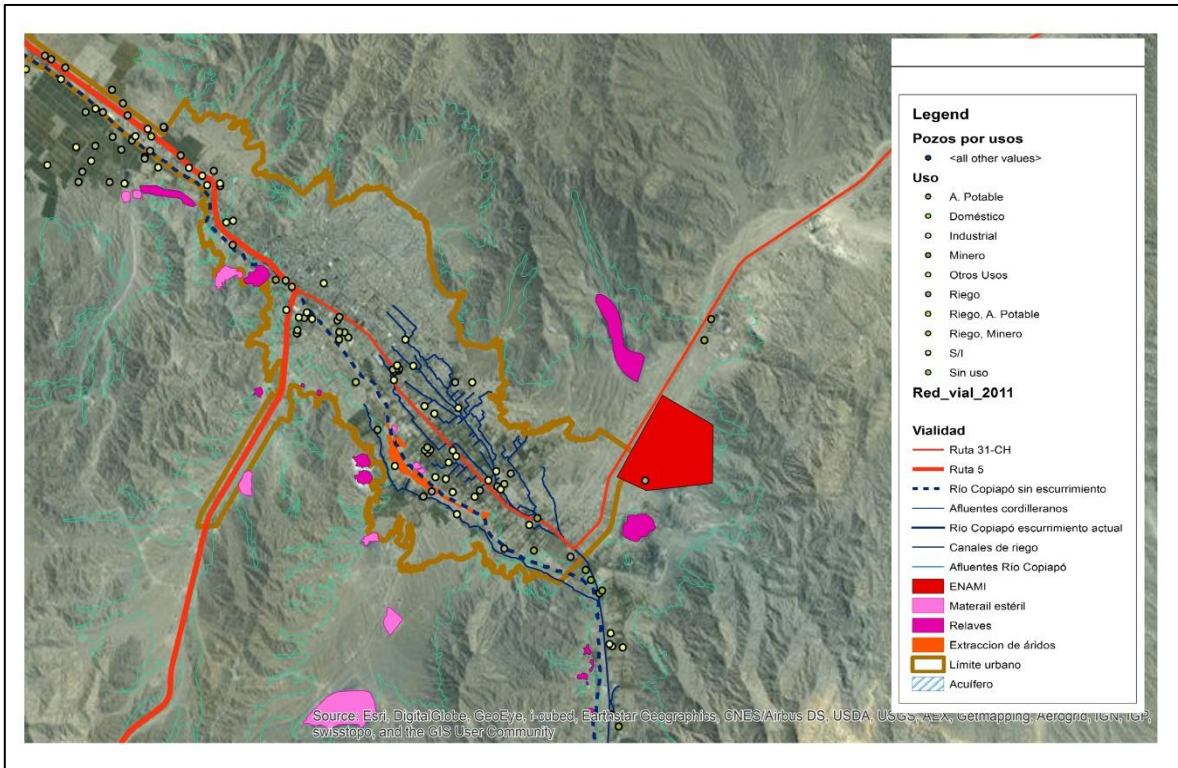 Legend
Pozos por usos
<all other values>
Uso
A. Potable
Doméstico
Industrial
Minero
Otros Usos
Riego
Riego, A. Potable
Riego, Minero
S/I
Sin uso
Red_vial_2011
Vialidad
Ruta 31-CH
Ruta 5
Río Copiapó sin escurrimiento
Afluentes cordilleranos
Río Copiapó escurrimiento actual
Canales de riego
Afluentes Río Copiapó
ENAMI
Materail estéril
Relaves
Extraccion de áridos
Límite urbano
Acuífero
Source: Esri, DigitalGlobe, GeoEye, i-cubed, Earthstar Geographics, CNES/Airbus DS, USDA, USGS, AEX, Getmapping, Aerogrid, IGN, IGP,
swisstopo, and the GIS User Community